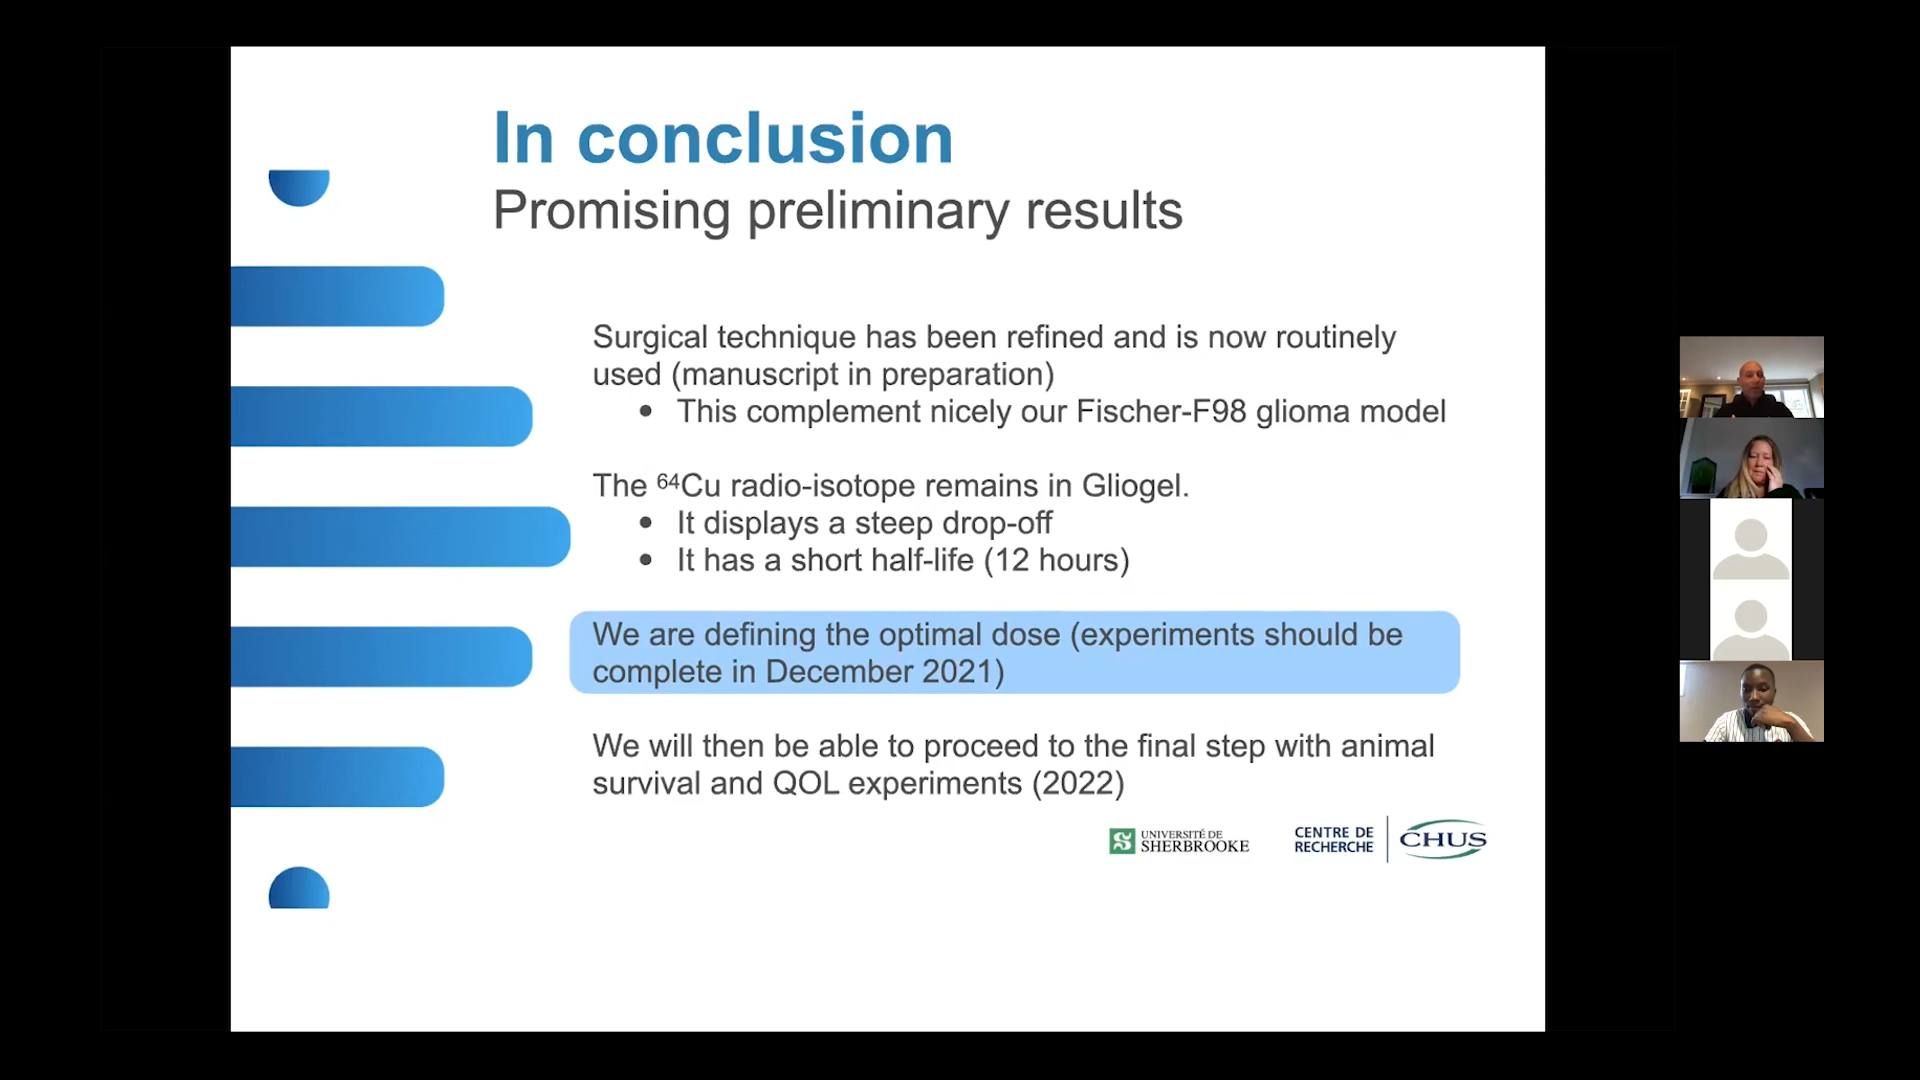 In conclusion
Promising preliminary results
Surgical technique has been refined and is now routinely
used (manuscript in preparation)
• This complement nicely our Fischer-F98 glioma model
The ⁶⁴Cu radio-isotope remains in Gliogel.
• It displays a steep drop-off
• It has a short half-life (12 hours)
We are defining the optimal dose (experiments should be
complete in December 2021)
We will then be able to proceed to the final step with animal
survival and QOL experiments (2022)
UNIVERSITÉ DE
SHERBROOKE
CENTRE DE
RECHERCHE
CHUS